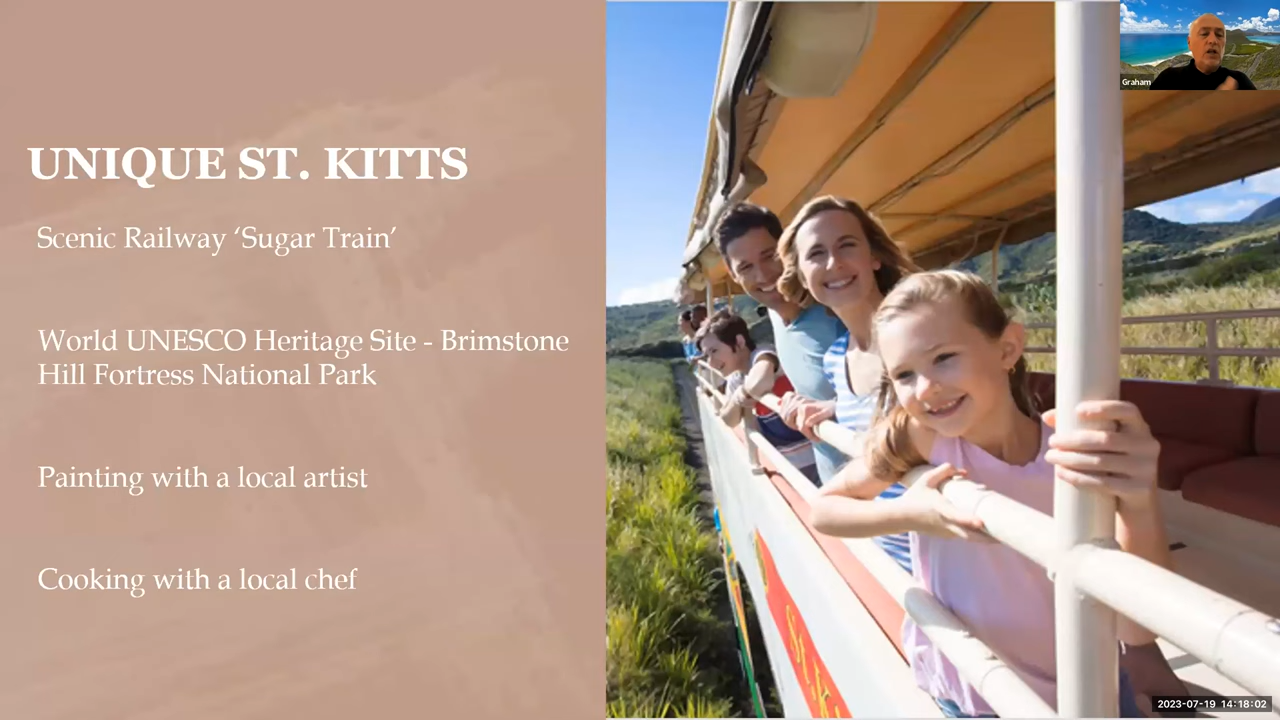 UNIQUE ST. KITTS
Scenic Railway ‘Sugar Train’
World UNESCO Heritage Site - Brimstone
Hill Fortress National Park
Painting with a local artist
Cooking with a local chef
Graham
2023-07-19 14:18:02